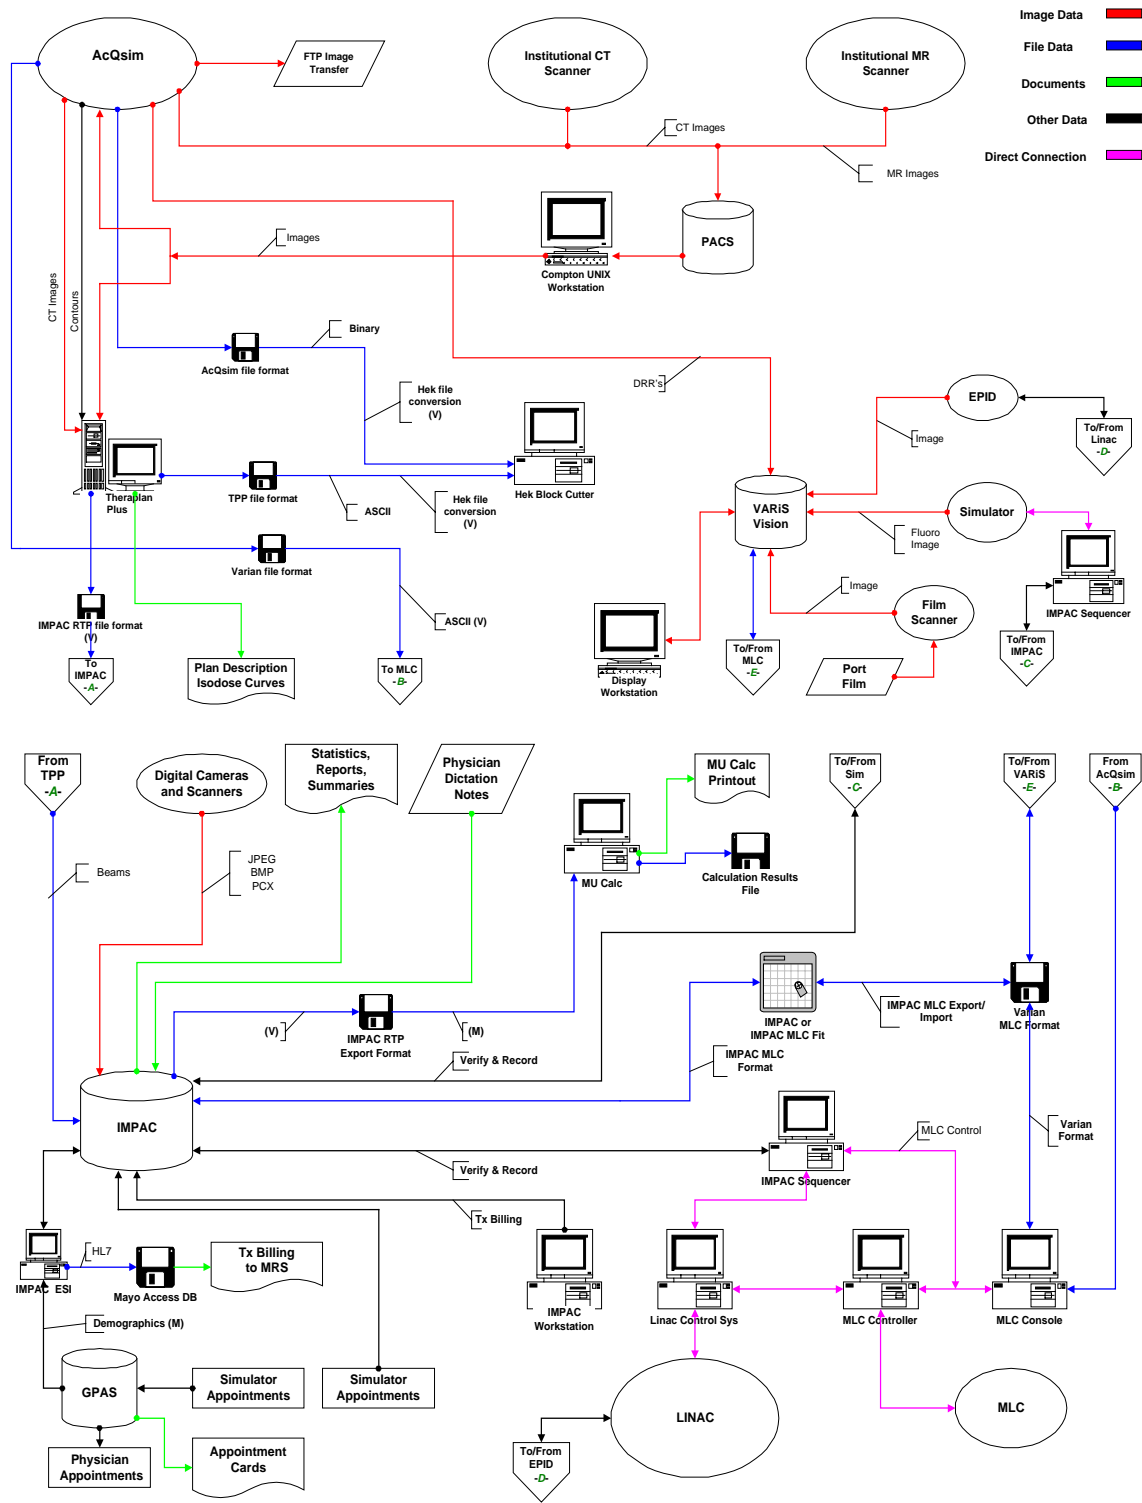 Image Data
File Data
Documents
Other Data
Direct Connection
AcQsim
FTP Image
Transfer
Institutional CT
Scanner
Institutional MR
Scanner
CT Images
MR Images
PACS
Images
Compton UNIX
Workstation
CT Images
Contours
Binary
AcQsim file format
Hek file
conversion
(V)
DRR's
EPID
To/From
Linac
-D-
Image
Theraplan
Plus
TPP file format
ASCII
Hek file
conversion
(V)
Hek Block Cutter
VARiS
Vision
Simulator
Fluoro
Image
Varian file format
IMPAC Sequencer
Image
Film
Scanner
IMPAC RTP file format
(V)
ASCII (V)
To
IMPAC
-A-
Plan Description
Isodose Curves
To MLC
-B-
Display
Workstation
To/From
MLC
-E-
Port
Film
To/From
IMPAC
-C-
From
TPP
-A-
Digital Cameras
and Scanners
Statistics,
Reports,
Summaries
Physician
Dictation
Notes
MU Calc
Printout
To/From
Sim
-C-
To/From
VARiS
-E-
From
AcQsim
-B-
Beams
JPEG
BMP
PCX
MU Calc
Calculation Results
File
(V)
IMPAC RTP
Export Format
(M)
IMPAC or
IMPAC MLC Fit
IMPAC MLC Export/
Import
Varian
MLC Format
Verify & Record
IMPAC MLC
Format
IMPAC
MLC Control
Varian
Format
Verify & Record
IMPAC Sequencer
Tx Billing
HL7
IMPAC ESI
Mayo Access DB
Tx Billing
to MRS
IMPAC
Workstation
Linac Control Sys
MLC Controller
MLC Console
Demographics (M)
GPAS
Simulator
Appointments
Simulator
Appointments
LINAC
MLC
Physician
Appointments
Appointment
Cards
To/From
EPID
-D-